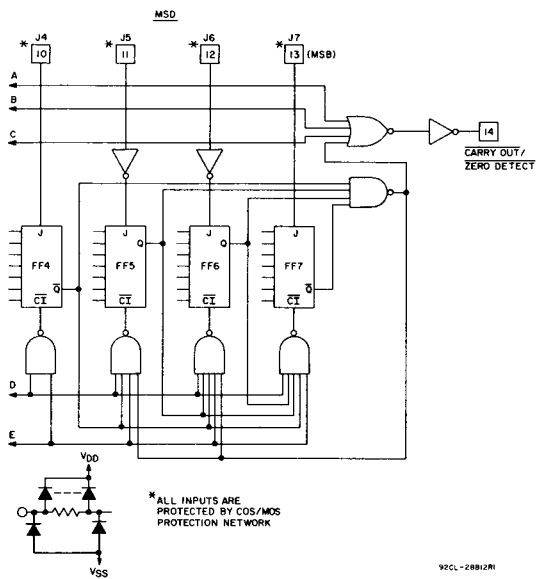 MSD
J4 J5 J6 J7
* 10 * 11 * 12 * 13 (MSB)
A
B
C
14
CARRY OUT/
ZERO DETECT
J J J J
FF4 Q FF5 Q FF6 Q FF7 Q
CI CI CI CI
D
E
VDD
VSS
*ALL INPUTS ARE
PROTECTED BY COS/MOS
PROTECTION NETWORK
92CL-28812R1